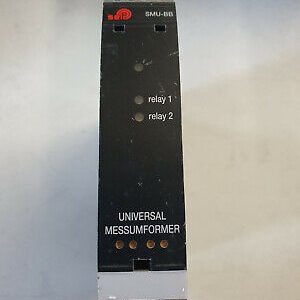 SMU-BB
relay 1
relay 2
UNIVERSAL
MESSUMFORMER